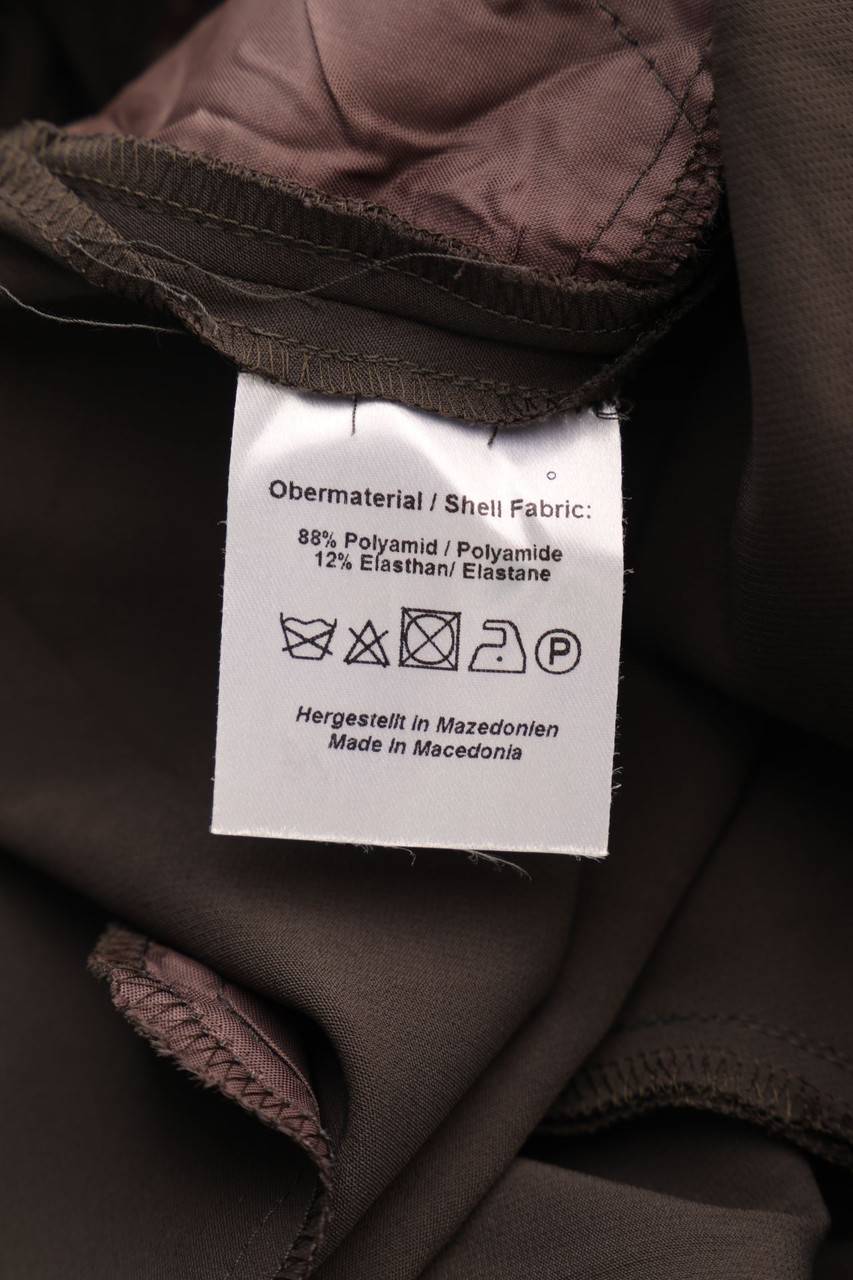 Obermaterial / Shell Fabric:
88% Polyamid / Polyamide
12% Elasthan/ Elastane
P
Hergestellt in Mazedonien
Made in Macedonia